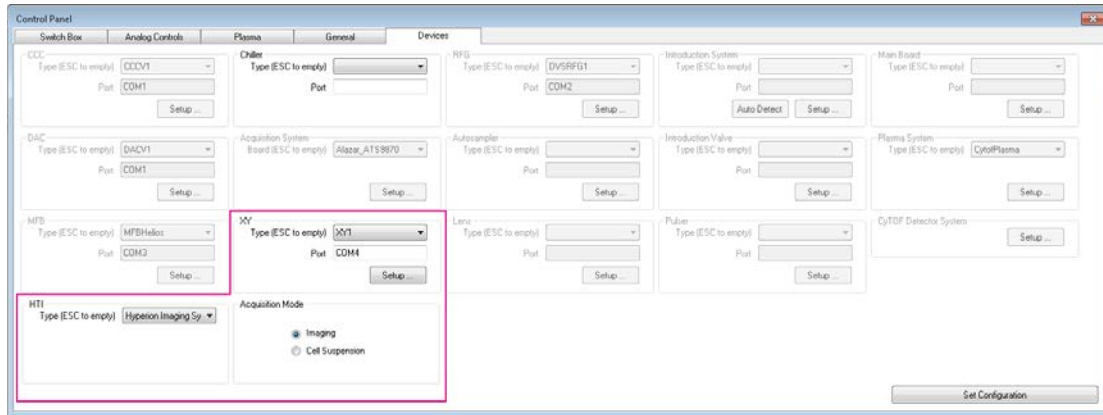 Control Panel
Switch Box Analog Controls Plasma General Devices
CCC
Type (ESC to empty) CCCV1
Port COM1
Setup ...
Chiller
Type (ESC to empty)
Port
RFG
Type (ESC to empty) DVSRFG1
Port COM2
Setup ...
Introduction System
Type (ESC to empty)
Port
Auto Detect Setup ...
Main Board
Type (ESC to empty)
Port
Setup ...
DAC
Type (ESC to empty) DACV1
Port COM1
Setup ...
Acquisition System
Board (ESC to empty) Alazar_ATS9870
Setup ...
Autosampler
Type (ESC to empty)
Port
Setup ...
Introduction Valve
Type (ESC to empty)
Port
Setup ...
Plasma System
Type (ESC to empty) CytofPlasma
Setup ...
MFB
Type (ESC to empty) MFBHelios
Port COM3
Setup ...
XY
Type (ESC to empty) XY1
Port COM4
Setup ...
Lens
Type (ESC to empty)
Port
Setup ...
Pulser
Type (ESC to empty)
Port
Setup ...
CyTOF Detector System
Setup ...
HTI
Type (ESC to empty) Hyperion Imaging Sy
Acquisition Mode
Imaging
Cell Suspension
Set Configuration